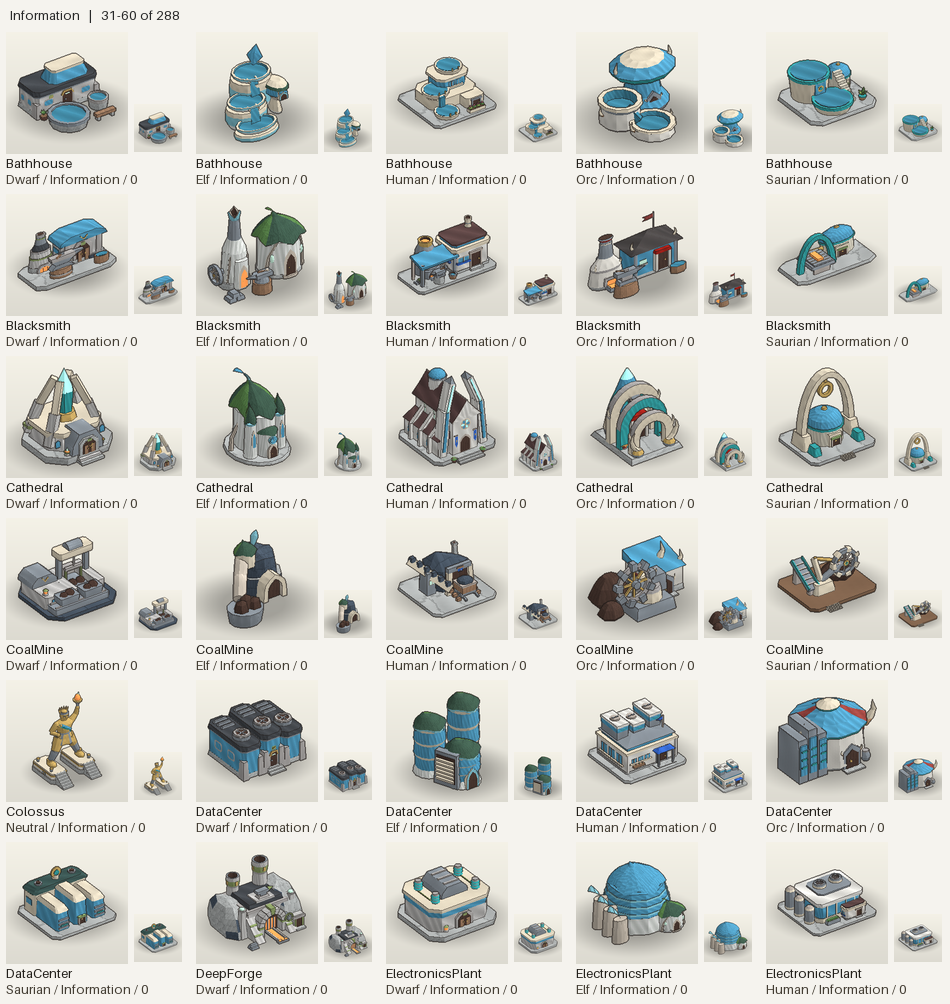 Information | 31-60 of 288
Bathhouse
Dwarf / Information / 0
Bathhouse
Elf / Information / 0
Bathhouse
Human / Information / 0
Bathhouse
Orc / Information / 0
Bathhouse
Saurian / Information / 0
Blacksmith
Dwarf / Information / 0
Blacksmith
Elf / Information / 0
Blacksmith
Human / Information / 0
Blacksmith
Orc / Information / 0
Blacksmith
Saurian / Information / 0
Cathedral
Dwarf / Information / 0
Cathedral
Elf / Information / 0
Cathedral
Human / Information / 0
Cathedral
Orc / Information / 0
Cathedral
Saurian / Information / 0
CoalMine
Dwarf / Information / 0
CoalMine
Elf / Information / 0
CoalMine
Human / Information / 0
CoalMine
Orc / Information / 0
CoalMine
Saurian / Information / 0
Colossus
Neutral / Information / 0
DataCenter
Dwarf / Information / 0
DataCenter
Elf / Information / 0
DataCenter
Human / Information / 0
DataCenter
Orc / Information / 0
DataCenter
Saurian / Information / 0
DeepForge
Dwarf / Information / 0
ElectronicsPlant
Dwarf / Information / 0
ElectronicsPlant
Elf / Information / 0
ElectronicsPlant
Human / Information / 0